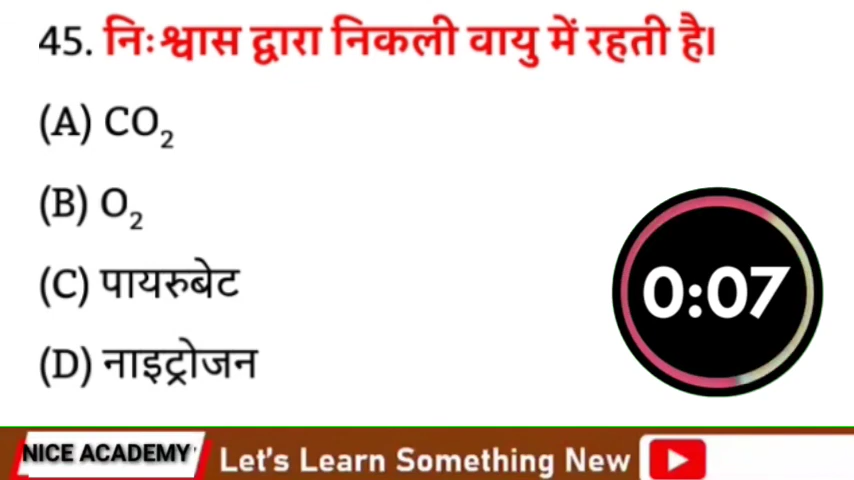 45. निःश्वास द्वारा निकली वायु में रहती है।
(A) CO₂
(B) O₂
(C) पायरुबेट
(D) नाइट्रोजन
0:07
NICE ACADEMY
Let's Learn Something New